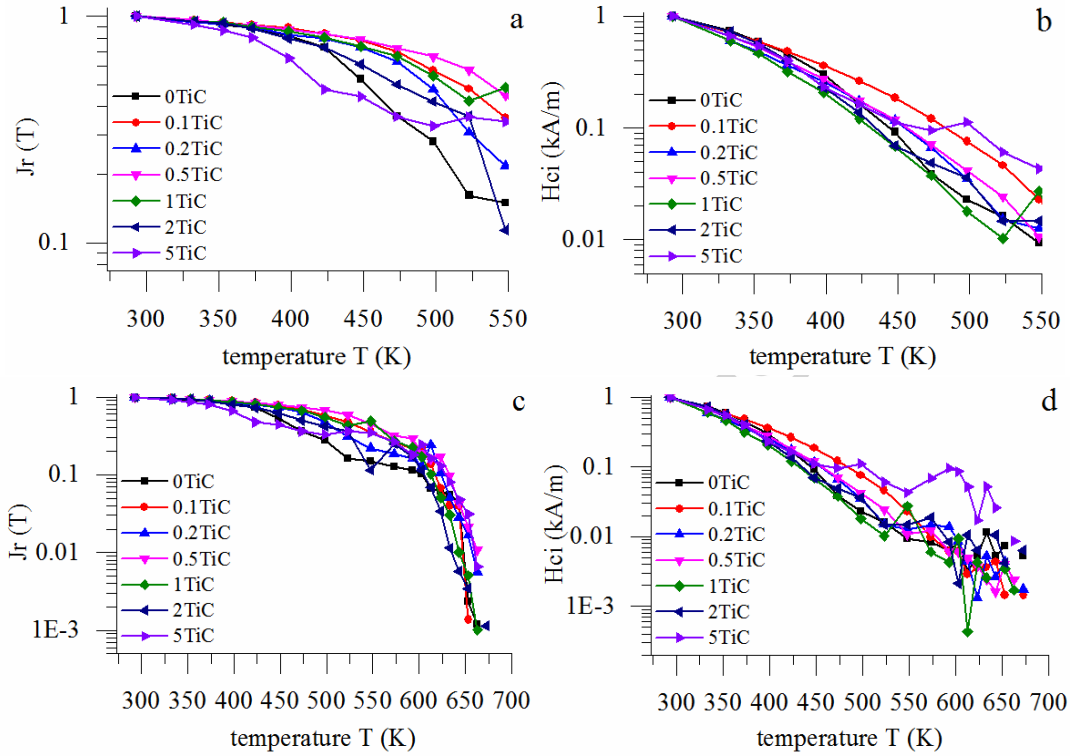 a
1
0.1
Jr (T)
0TiC
0.1TiC
0.2TiC
0.5TiC
1TiC
2TiC
5TiC
300 350 400 450 500 550
temperature T (K)
b
1
0.1
0.01
Hci (kA/m)
0TiC
0.1TiC
0.2TiC
0.5TiC
1TiC
2TiC
5TiC
300 350 400 450 500 550
temperature T (K)
c
1
0.1
0.01
1E-3
Jr (T)
0TiC
0.1TiC
0.2TiC
0.5TiC
1TiC
2TiC
5TiC
300 350 400 450 500 550 600 650 700
temperature T (K)
d
1
0.1
0.01
1E-3
Hci (kA/m)
0TiC
0.1TiC
0.2TiC
0.5TiC
1TiC
2TiC
5TiC
300 350 400 450 500 550 600 650 700
temperature T (K)